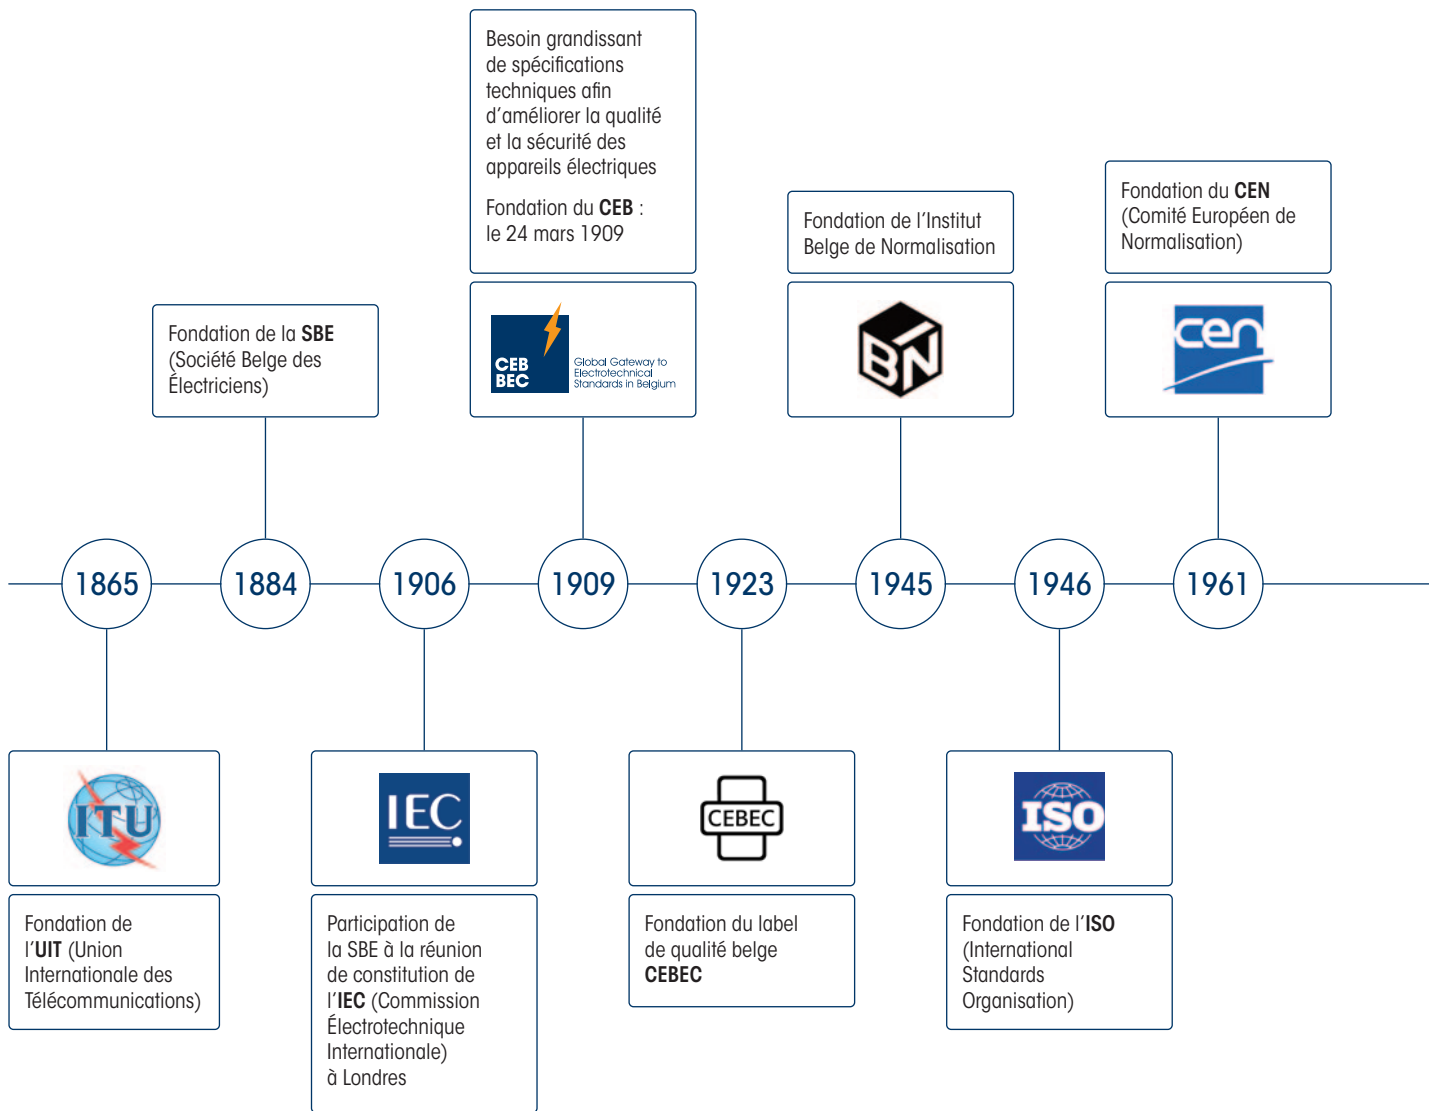 Besoin grandissant
de spécifications
techniques afin
d’améliorer la qualité
et la sécurité des
appareils électriques
Fondation du CEB :
le 24 mars 1909
Fondation de l’Institut
Belge de Normalisation
Fondation du CEN
(Comité Européen de
Normalisation)
Fondation de la SBE
(Société Belge des
Électriciens)
CEB
BEC
Global Gateway to
Electrotechnical
Standards in Belgium
BIN
cen
1865
1884
1906
1909
1923
1945
1946
1961
ITU
IEC
CEBEC
ISO
Fondation de
l’UIT (Union
Internationale des
Télécommunications)
Participation de
la SBE à la réunion
de constitution de
l’IEC (Commission
Électrotechnique
Internationale)
à Londres
Fondation du label
de qualité belge
CEBEC
Fondation de l’ISO
(International
Standards
Organisation)